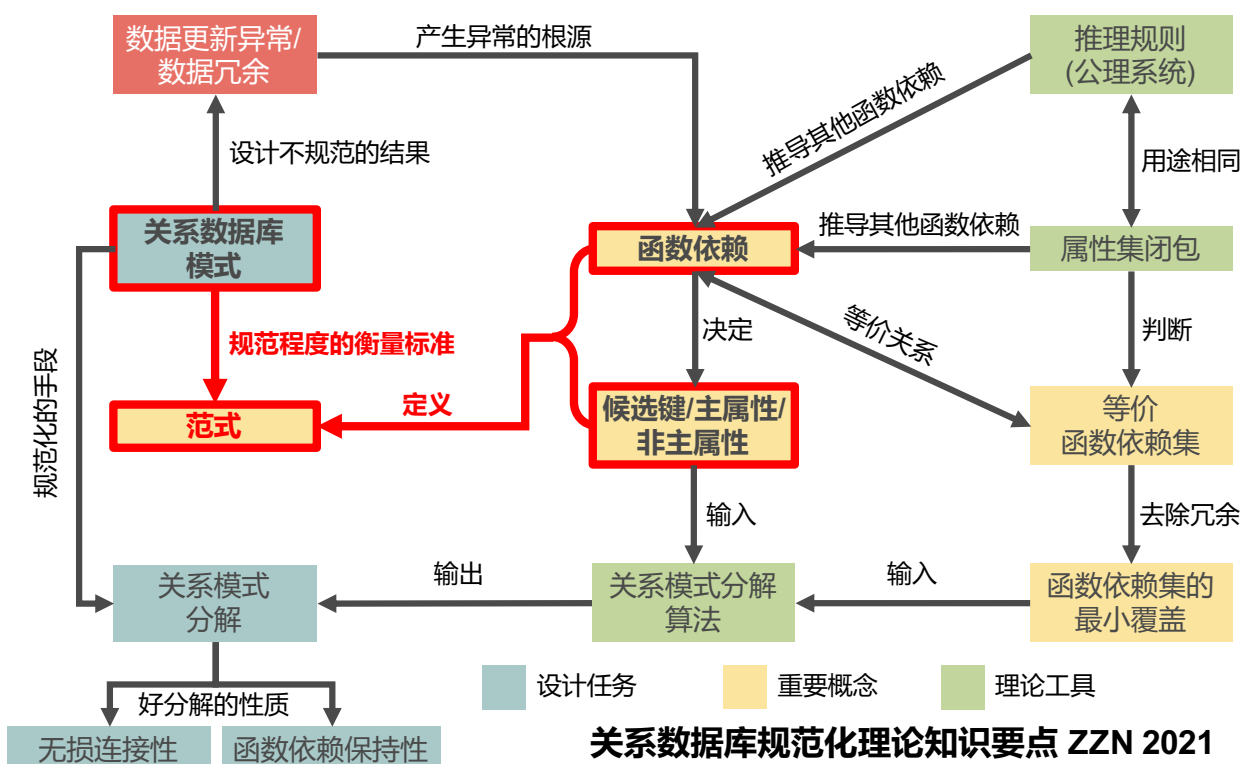 数据更新异常/
数据冗余
产生异常的根源
推理规则
(公理系统)
推导其他函数依赖
设计不规范的结果
用途相同
关系数据库
模式
函数依赖
推导其他函数依赖
属性集闭包
规范程度的衡量标准
决定
等价关系
判断
规范化的手段
范式
定义
候选键/主属性/
非主属性
等价
函数依赖集
输入
去除冗余
关系模式
分解
输出
关系模式分解
算法
输入
函数依赖集的
最小覆盖
好分解的性质
设计任务
重要概念
理论工具
无损连接性
函数依赖保持性
关系数据库规范化理论知识要点 ZZN 2021